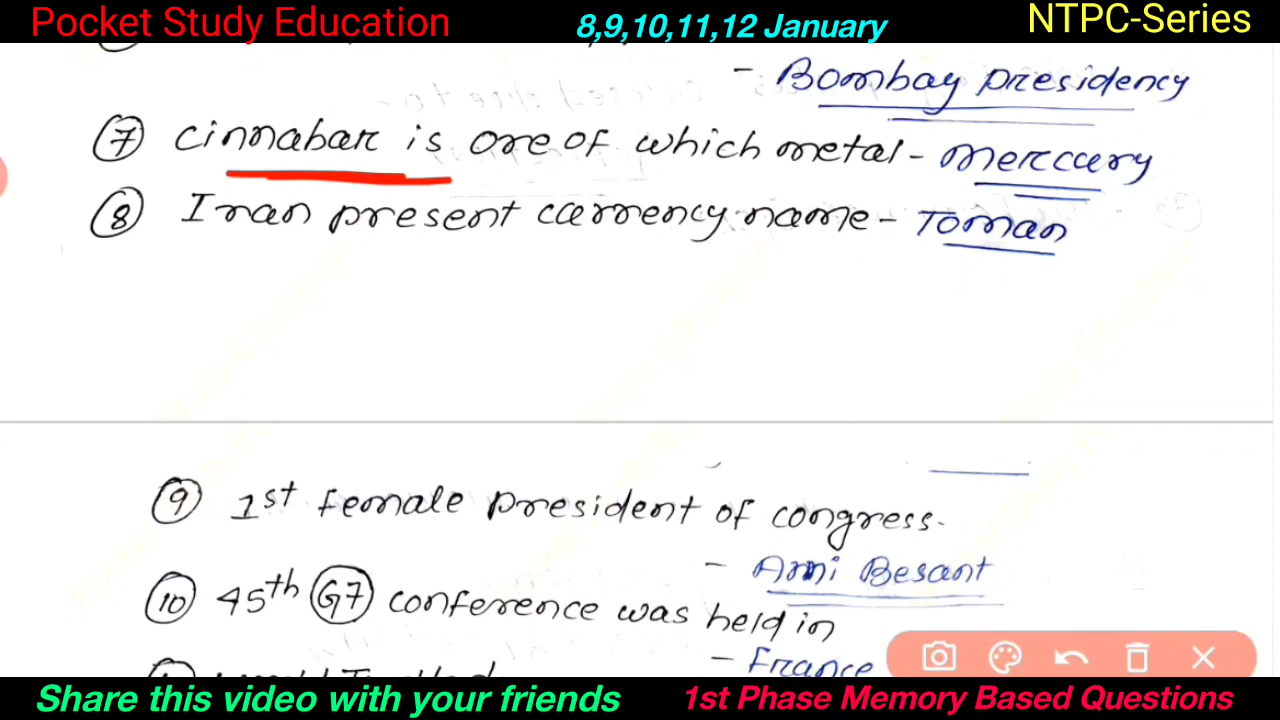 Pocket Study Education
8,9,10,11,12 January
NTPC-Series
- Bombay presidency
7 cinnabar is ore of which metal - merccury
8 Iran present currency name - Toman
9 1st female president of congress.
- Anni Besant
10 45th G7 conference was held in
- France
Share this video with your friends
1st Phase Memory Based Questions